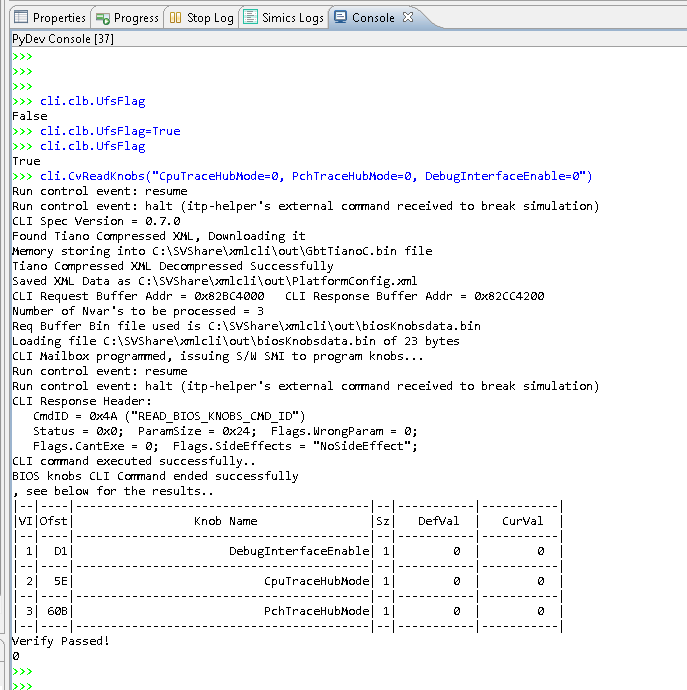 Properties Progress Stop Log Simics Logs Console
PyDev Console [37]
>>>
>>>
>>>
>>> cli.clb.UfsFlag
False
>>> cli.clb.UfsFlag=True
>>> cli.clb.UfsFlag
True
>>> cli.CvReadKnobs("CpuTraceHubMode=0, PchTraceHubMode=0, DebugInterfaceEnable=0")
Run control event: resume
Run control event: halt (itp-helper's external command received to break simulation)
CLI Spec Version = 0.7.0
Found Tiano Compressed XML, Downloading it
Memory storing into C:\SVShare\xmlcli\out\GbtTianoC.bin file
Tiano Compressed XML Decompressed Successfully
Saved XML Data as C:\SVShare\xmlcli\out\PlatformConfig.xml
CLI Request Buffer Addr = 0x82BC4000   CLI Response Buffer Addr = 0x82CC4200
Number of Nvar's to be processed = 3
Req Buffer Bin file used is C:\SVShare\xmlcli\out\biosKnobsdata.bin
Loading file C:\SVShare\xmlcli\out\biosKnobsdata.bin of 23 bytes
CLI Mailbox programmed, issuing S/W SMI to program knobs...
Run control event: resume
Run control event: halt (itp-helper's external command received to break simulation)
CLI Response Header:
   CmdID = 0x4A ("READ_BIOS_KNOBS_CMD_ID")
   Status = 0x0;  ParamSize = 0x24;  Flags.WrongParam = 0;
   Flags.CantExe = 0;  Flags.SideEffects = "NoSideEffect";
CLI command executed successfully..
BIOS knobs CLI Command ended successfully
, see below for the results..
|--|----|------------------------------------------|--|-----------|-----------|
|VI|Ofst|                 Knob Name                |Sz|   DefVal  |   CurVal  |
|--|----|------------------------------------------|--|-----------|-----------|
| 1|  D1|                      DebugInterfaceEnable| 1|        0  |        0  |
|--|----|------------------------------------------|--|-----------|-----------|
| 2|  5E|                           CpuTraceHubMode| 1|        0  |        0  |
|--|----|------------------------------------------|--|-----------|-----------|
| 3| 60B|                           PchTraceHubMode| 1|        0  |        0  |
|--|----|------------------------------------------|--|-----------|-----------|
Verify Passed!
0
>>>
>>>